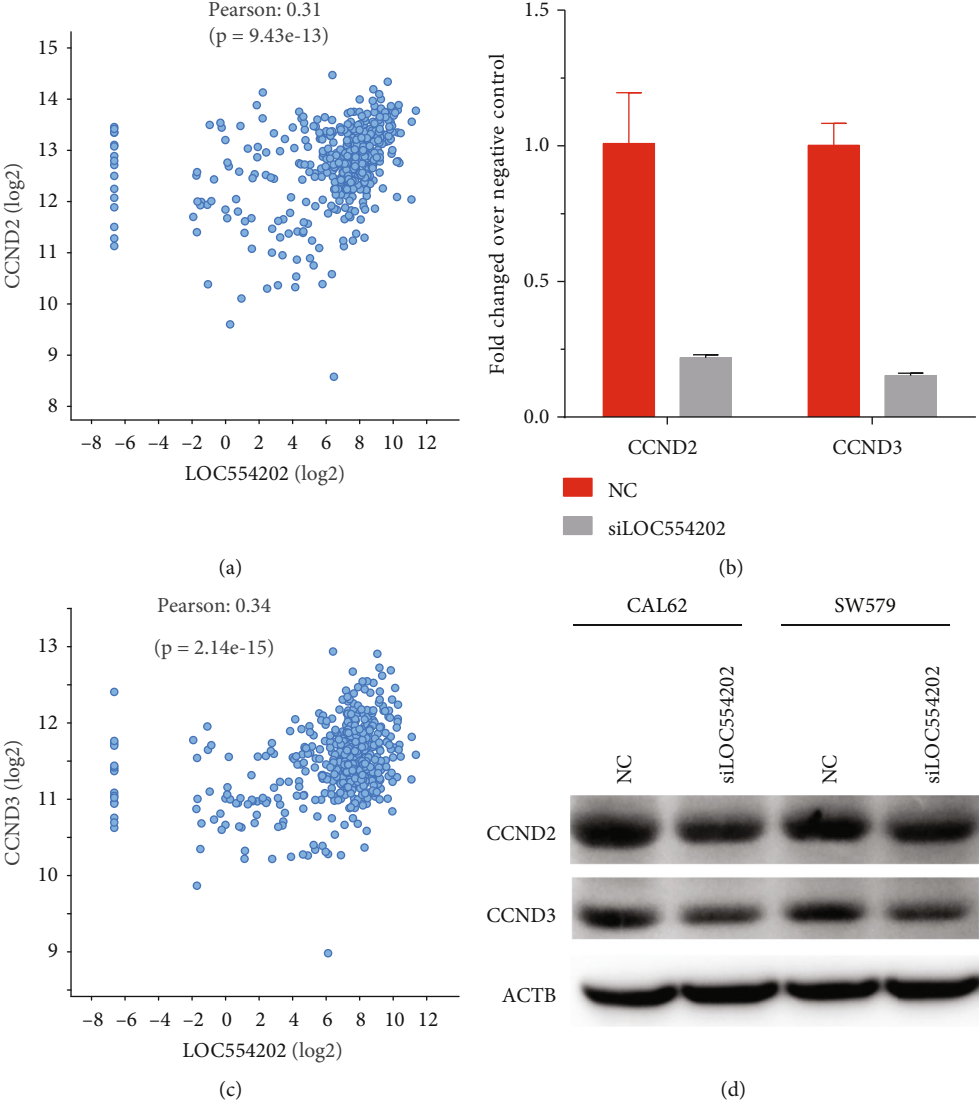 Pearson: 0.31
(p = 9.43e-13)
15
14
13
12
11
10
9
8
CCND2 (log2)
−8 −6 −4 −2 0 2 4 6 8 10 12
LOC554202 (log2)
(a)
1.5
1.0
0.5
0.0
Fold changed over negative control
CCND2 CCND3
NC
siLOC554202
(b)
Pearson: 0.34
(p = 2.14e-15)
13
12
11
10
9
CCND3 (log2)
−8 −6 −4 −2 0 2 4 6 8 10 12
LOC554202 (log2)
(c)
CAL62 SW579
NC siLOC554202 NC siLOC554202
CCND2
CCND3
ACTB
(d)